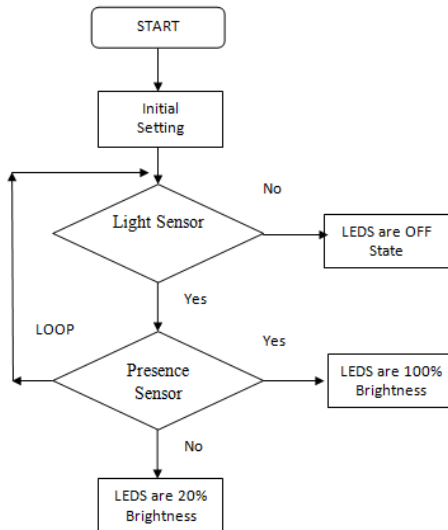 START
Initial
Setting
No
Light Sensor
LEDS are OFF
State
Yes
LOOP
Yes
Presence
Sensor
LEDS are 100%
Brightness
No
LEDS are 20%
Brightness